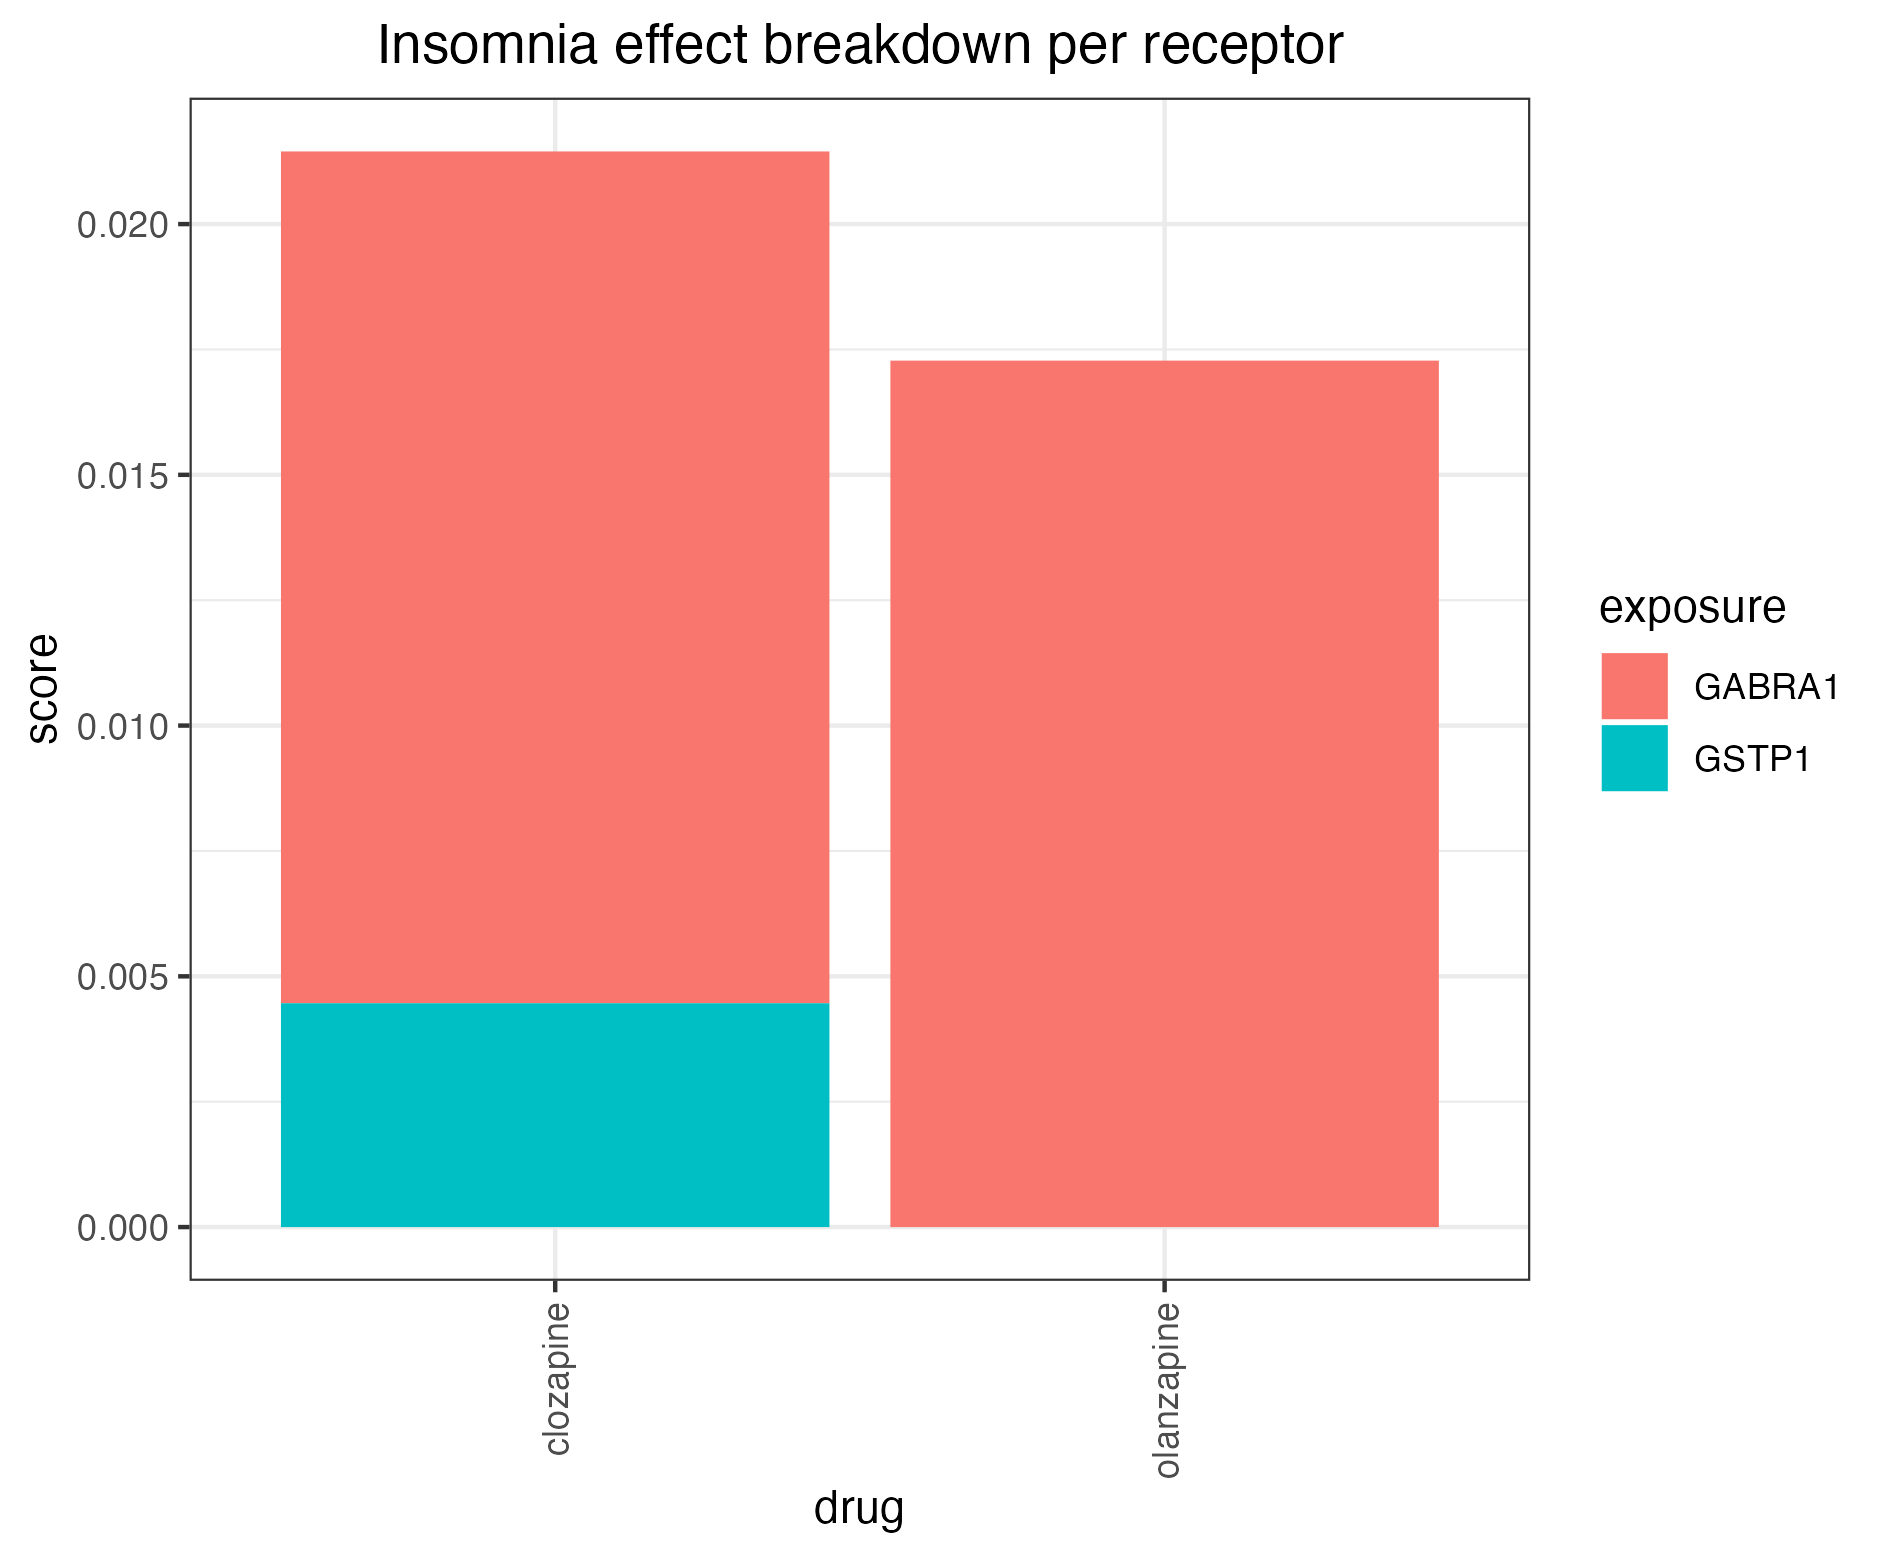 Insomnia effect breakdown per receptor
score
0.020
0.015
0.010
0.005
0.000
clozapine
olanzapine
drug
exposure
GABRA1
GSTP1